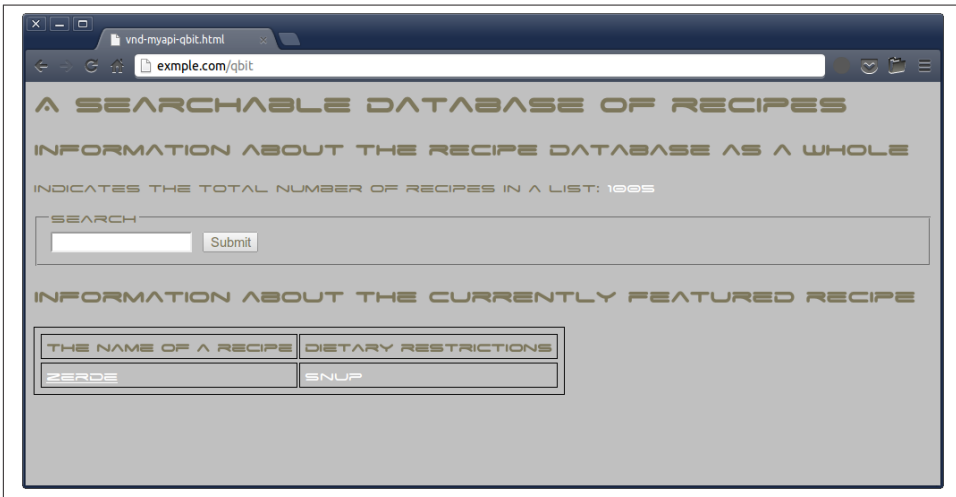 vnd-myapi-qbit.html
exmple.com/qbit
A SEARCHABLE DATABASE OF RECIPES
INFORMATION ABOUT THE RECIPE DATABASE AS A WHOLE
INDICATES THE TOTAL NUMBER OF RECIPES IN A LIST: 1005
SEARCH
Submit
INFORMATION ABOUT THE CURRENTLY FEATURED RECIPE
THE NAME OF A RECIPE DIETARY RESTRICTIONS
ZERDE SNUP